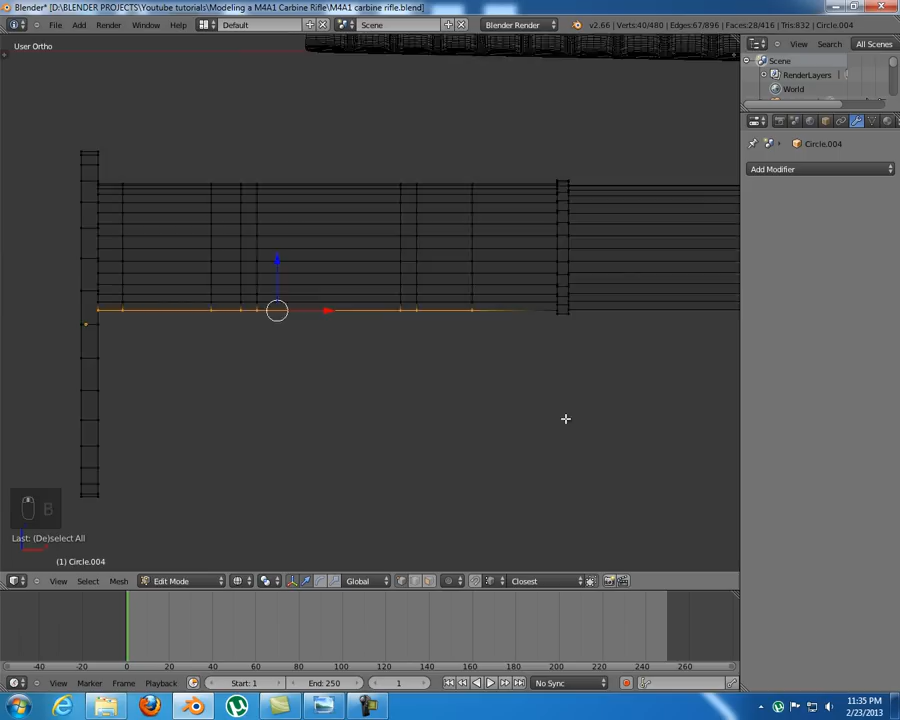 Blender* [D:\BLENDER PROJECTS\Youtube tutorials\Modeling a M4A1 Carbine Rifle\M4A1 carbine rifle.blend]
File Add Render Window Help Default Scene Blender Render v2.66 | Verts:40/480 | Edges:67/896 | Faces:28/416 | Tris:832 | Circle.004
User Ortho
View Search All Scenes
Scene
RenderLayers
World
Circle.004
Add Modifier
B
Last: (De)select All
(1) Circle.004
View Select Mesh Edit Mode Global Closest
-40 -20 0 20 40 60 80 100 120 140 160 180 200 220 240 260
View Marker Frame Playback Start: 1 End: 250 1 No Sync
11:35 PM
2/23/2013